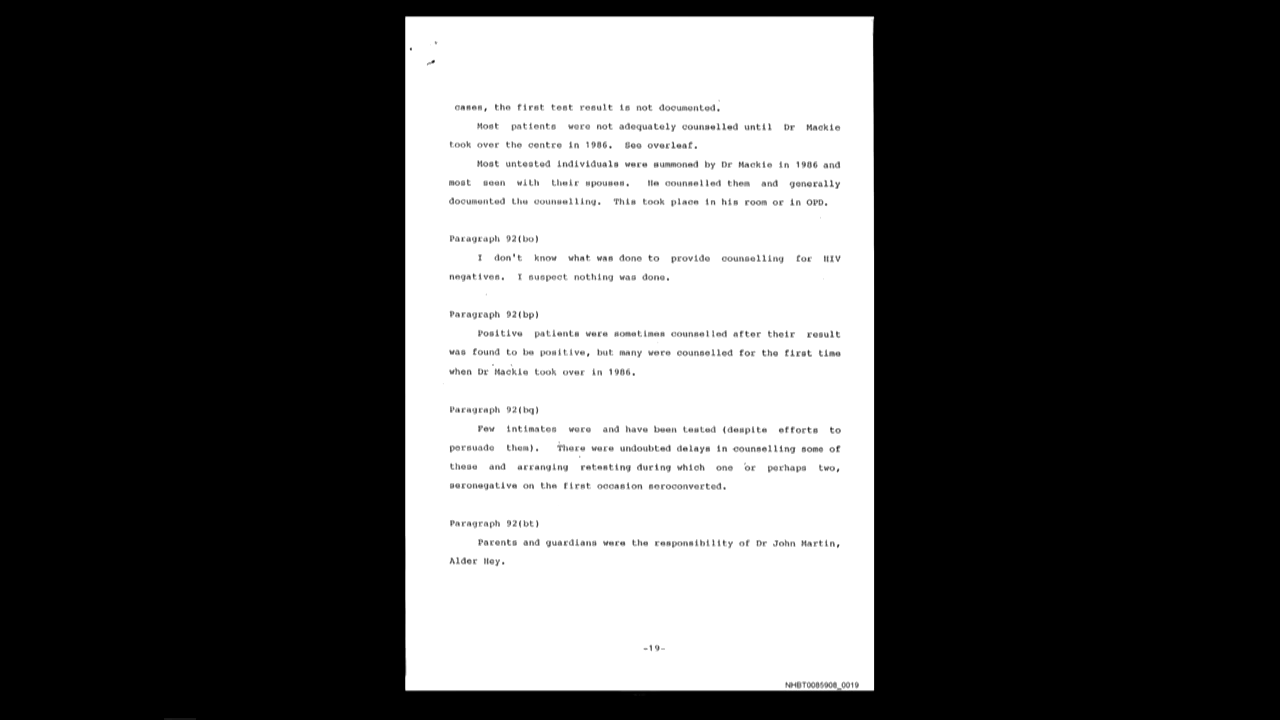 cases, the first test result is not documented.
Most patients were not adequately counselled until Dr Mackie
took over the centre in 1986. See overleaf.
Most untested individuals were summoned by Dr Mackie in 1986 and
most seen with their spouses. He counselled them and generally
documented the counselling. This took place in his room or in OPD.
Paragraph 92(bo)
I don't know what was done to provide counselling for HIV
negatives. I suspect nothing was done.
Paragraph 92(bp)
Positive patients were sometimes counselled after their result
was found to be positive, but many were counselled for the first time
when Dr Mackie took over in 1986.
Paragraph 92(bq)
Few intimates were and have been tested (despite efforts to
persuade them). There were undoubted delays in counselling some of
these and arranging retesting during which one or perhaps two,
seronegative on the first occasion seroconverted.
Paragraph 92(bt)
Parents and guardians were the responsibility of Dr John Martin,
Alder Hey.
-19-
NHBT0085908_0019